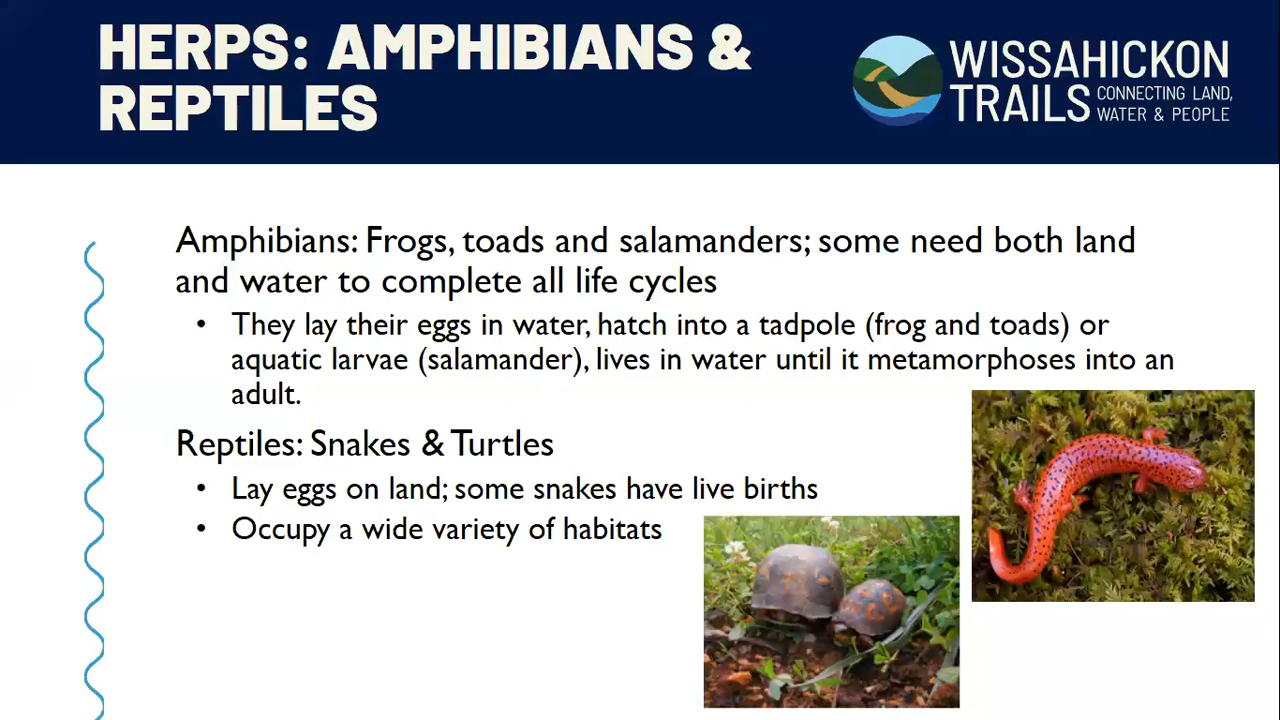 HERPS: AMPHIBIANS &
REPTILES
WISSAHICKON
TRAILS CONNECTING LAND,
WATER & PEOPLE
Amphibians: Frogs, toads and salamanders; some need both land
and water to complete all life cycles
• They lay their eggs in water, hatch into a tadpole (frog and toads) or
aquatic larvae (salamander), lives in water until it metamorphoses into an
adult.
Reptiles: Snakes & Turtles
• Lay eggs on land; some snakes have live births
• Occupy a wide variety of habitats